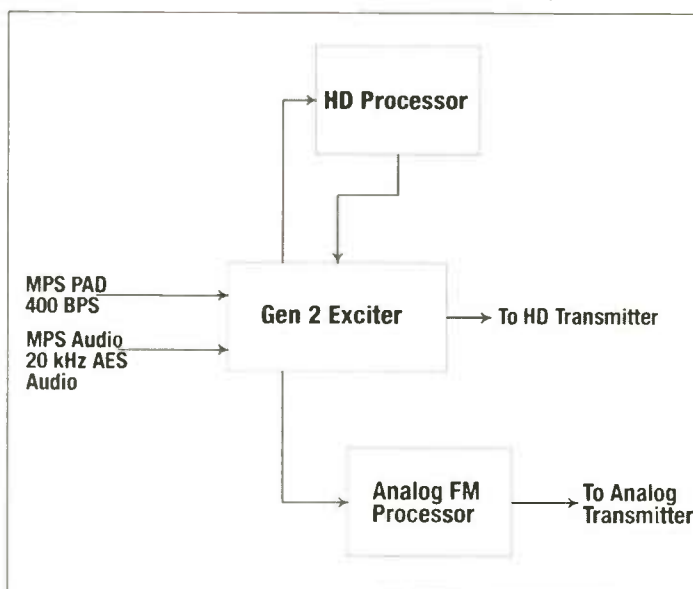 HD Processor
MPS PAD
400 BPS
MPS Audio
20 kHz AES
Audio
Gen 2 Exciter
To HD Transmitter
Analog FM
Processor
To Analog
Transmitter